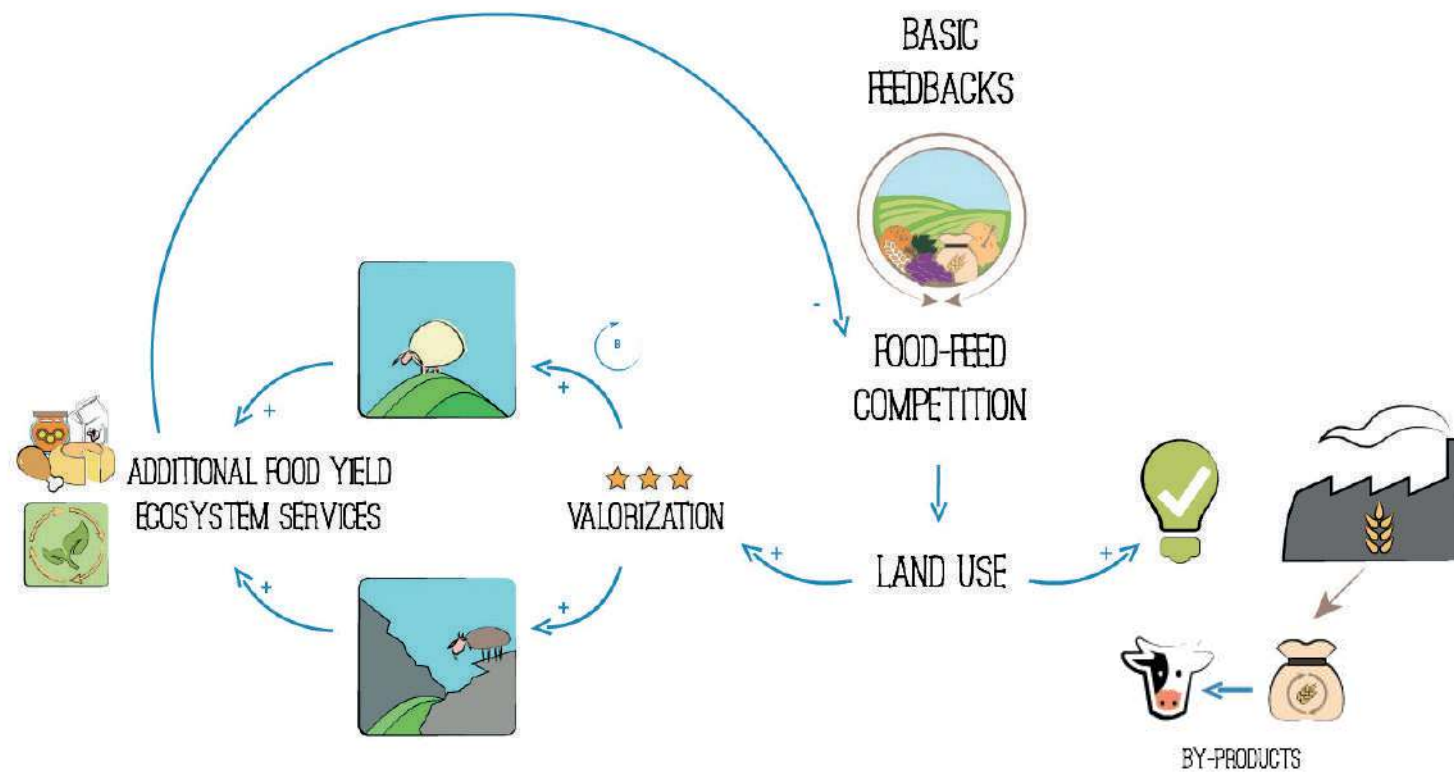 BASIC
FEEDBACKS
-
B
FOOD-FEED
COMPETITION
+
+
ADDITIONAL FOOD YIELD
ECOSYSTEM SERVICES
VALORIZATION
+
+
LAND USE
+
+
BY-PRODUCTS